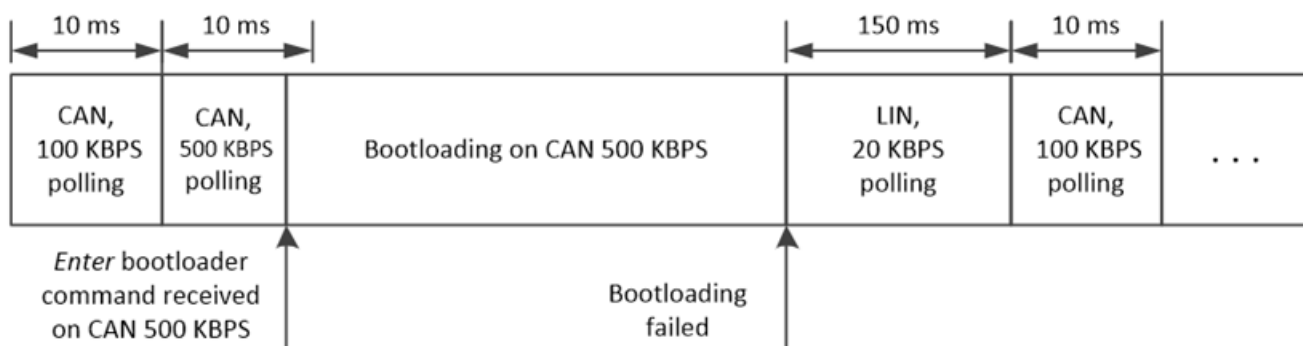 10 ms
10 ms
150 ms
10 ms
CAN,
100 KBPS
polling
CAN,
500 KBPS
polling
Bootloading on CAN 500 KBPS
LIN,
20 KBPS
polling
CAN,
100 KBPS
polling
. . .
Enter bootloader
command received
on CAN 500 KBPS
Bootloading
failed